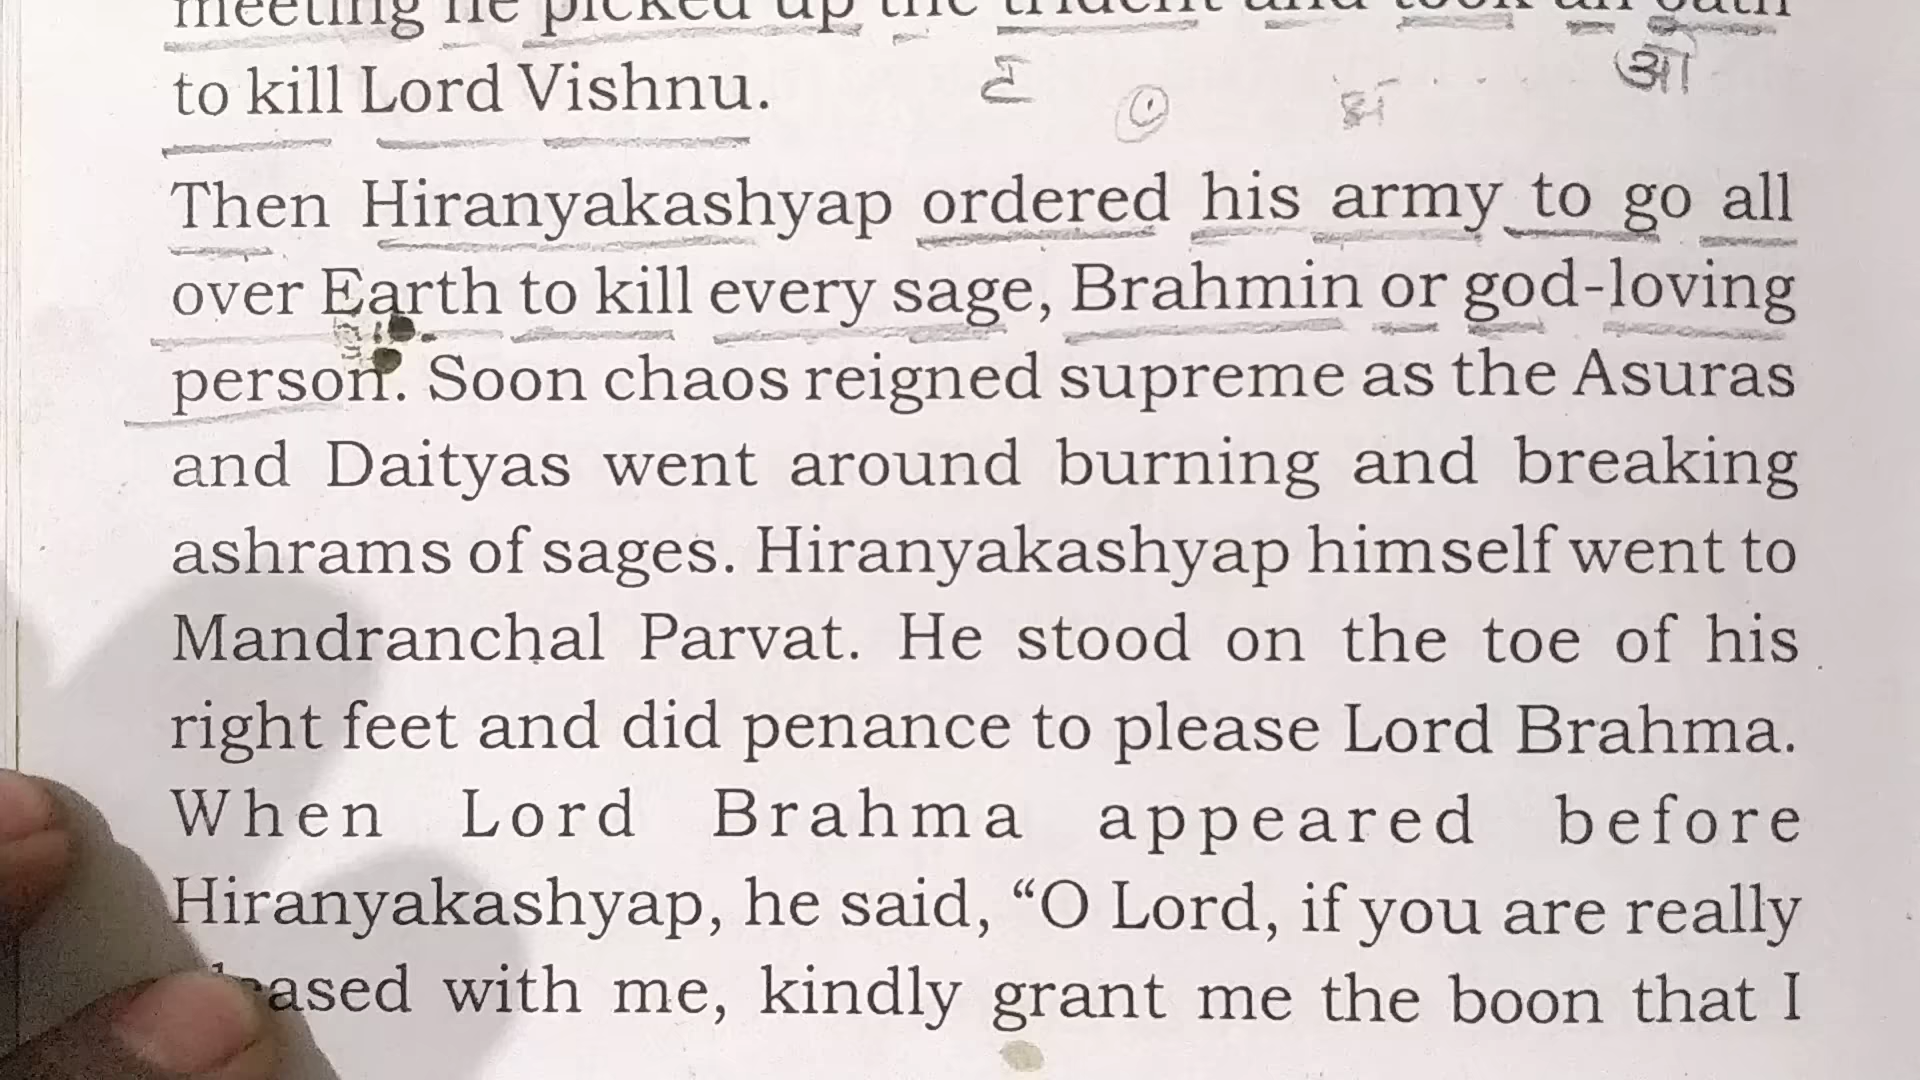 meeting he picked up the trident and took an oath
to kill Lord Vishnu.
ट
ओ
Then Hiranyakashyap ordered his army to go all
over Earth to kill every sage, Brahmin or god-loving
person. Soon chaos reigned supreme as the Asuras
and Daityas went around burning and breaking
ashrams of sages. Hiranyakashyap himself went to
Mandranchal Parvat. He stood on the toe of his
right feet and did penance to please Lord Brahma.
When Lord Brahma appeared before
Hiranyakashyap, he said, “O Lord, if you are really
with me, kindly grant me the boon that I